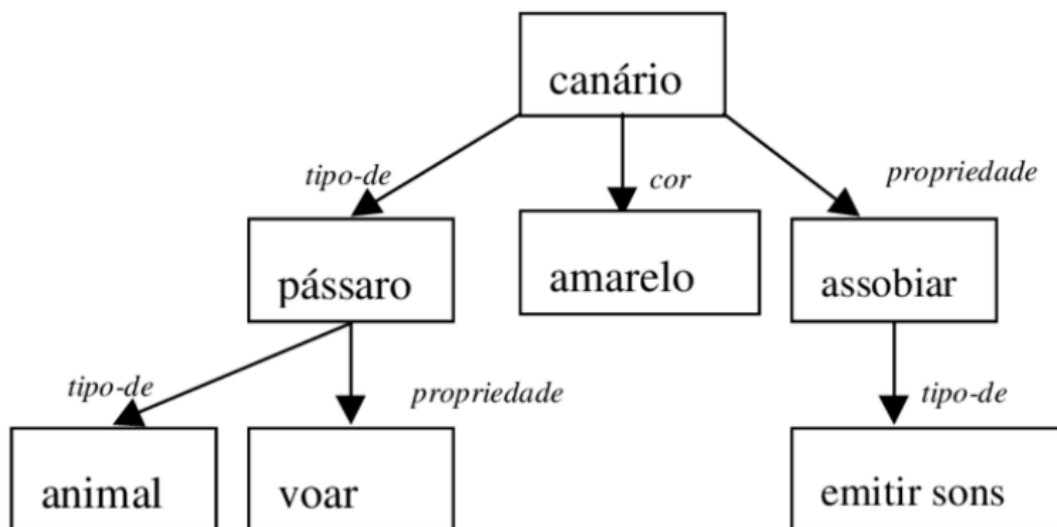 canário
tipo-de
cor
propriedade
pássaro
amarelo
assobiar
tipo-de
propriedade
tipo-de
animal
voar
emitir sons